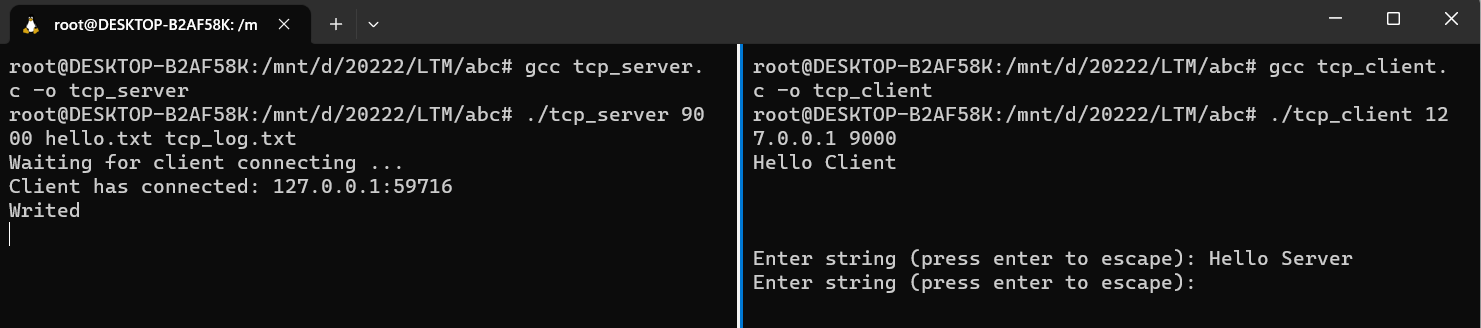 root@DESKTOP-B2AF58K: /m
root@DESKTOP-B2AF58K:/mnt/d/20222/LTM/abc# gcc tcp_server.
c -o tcp_server
root@DESKTOP-B2AF58K:/mnt/d/20222/LTM/abc# ./tcp_server 90
00 hello.txt tcp_log.txt
Waiting for client connecting ...
Client has connected: 127.0.0.1:59716
Writed
root@DESKTOP-B2AF58K:/mnt/d/20222/LTM/abc# gcc tcp_client.
c -o tcp_client
root@DESKTOP-B2AF58K:/mnt/d/20222/LTM/abc# ./tcp_client 12
7.0.0.1 9000
Hello Client
Enter string (press enter to escape): Hello Server
Enter string (press enter to escape):